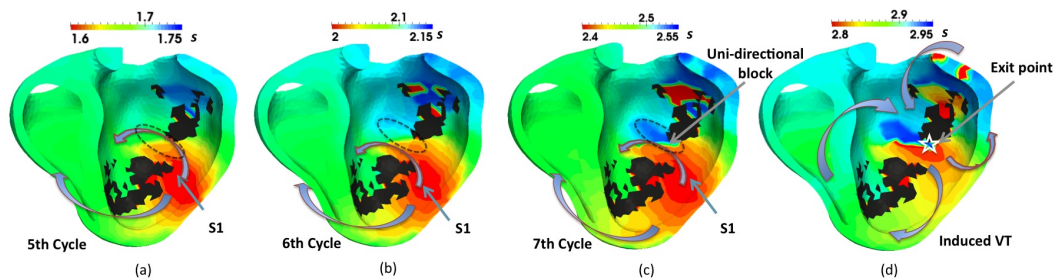 1.7
1.6 1.75 s
S1
5th Cycle
(a)
2.1
2 2.15 s
S1
6th Cycle
(b)
2.5
2.4 2.55 s
Uni-directional
block
S1
7th Cycle
(c)
2.9
2.8 2.95 s
Exit point
Induced VT
(d)